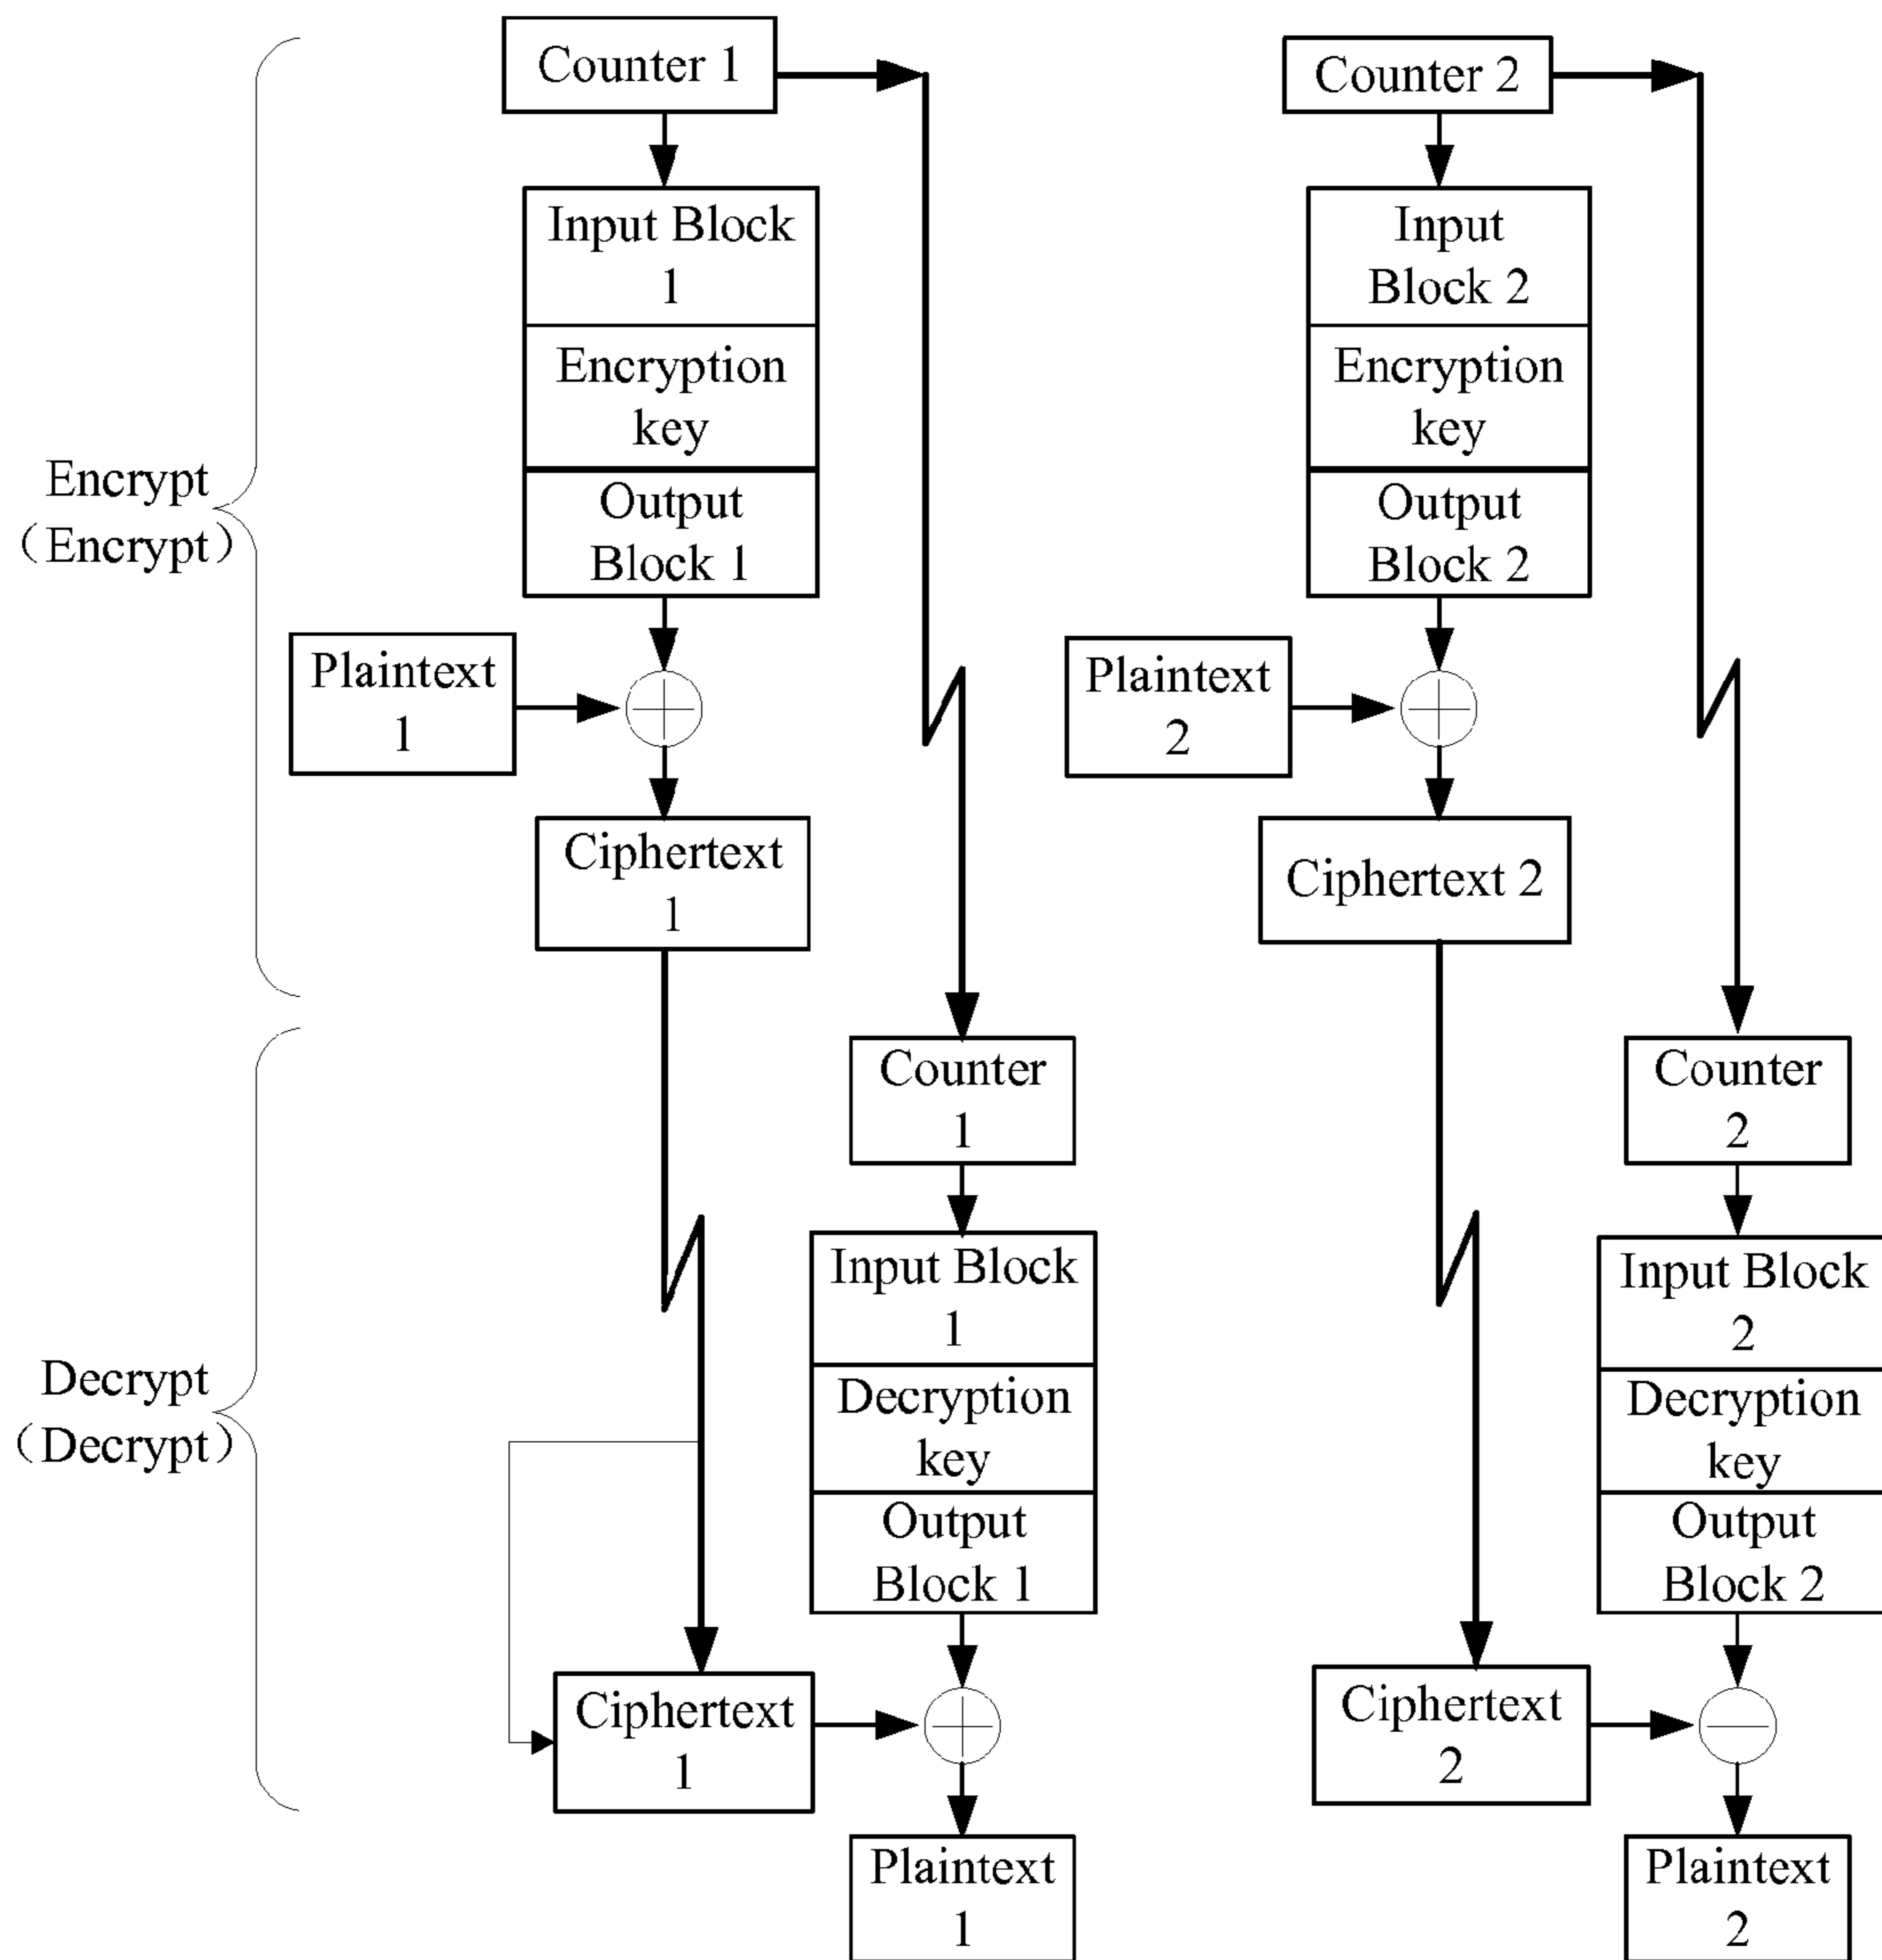 Counter 1
Counter 2
Input Block
1
Input
Block 2
Encryption
key
Encryption
key
Encrypt
(Encrypt)
Output
Block 1
Output
Block 2
Plaintext
1
Plaintext
2
Ciphertext
1
Ciphertext 2
Counter
1
Counter
2
Input Block
1
Input Block
2
Decrypt
(Decrypt)
Decryption
key
Decryption
key
Output
Block 1
Output
Block 2
Ciphertext
1
Ciphertext
2
Plaintext
1
Plaintext
2